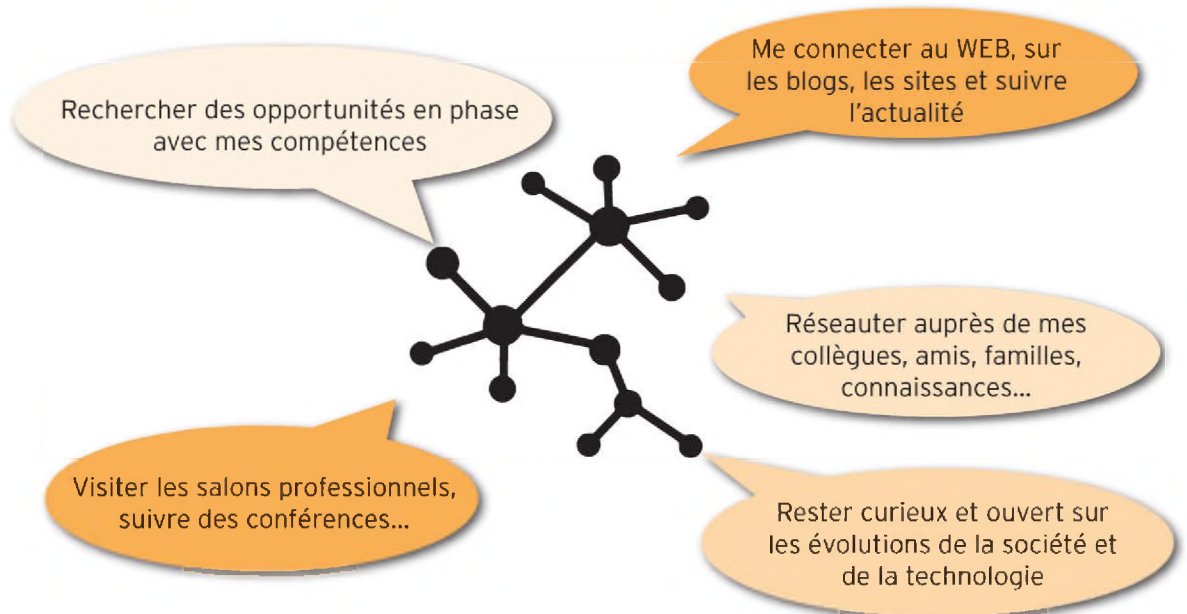 Me connecter au WEB, sur
les blogs, les sites et suivre
l'actualité
Rechercher des opportunités en phase
avec mes compétences
Réseauter auprès de mes
collègues, amis, familles,
connaissances...
Visiter les salons professionnels,
suivre des conférences...
Rester curieux et ouvert sur
les évolutions de la société et
de la technologie